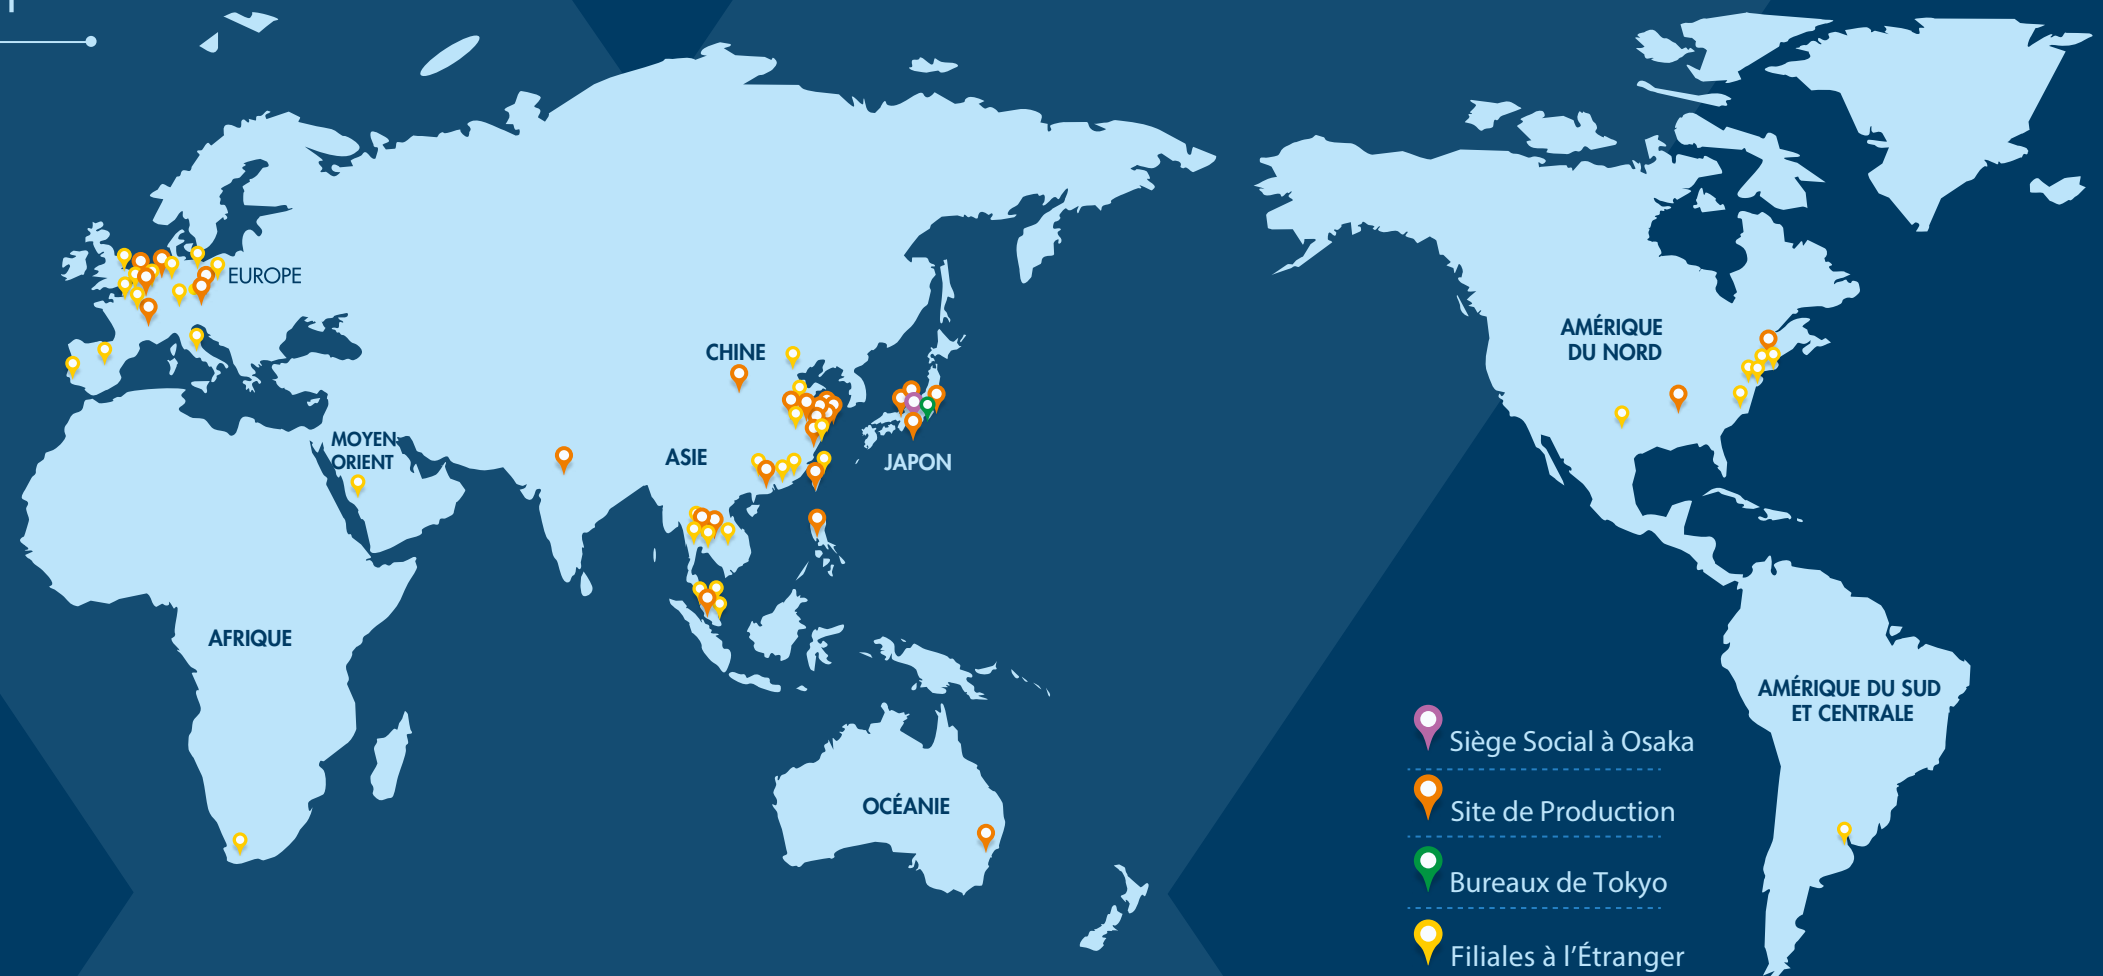 EUROPE
CHINE
MOYEN-
ORIENT
ASIE
JAPON
AFRIQUE
OCÉANIE
AMÉRIQUE
DU NORD
AMÉRIQUE DU SUD
ET CENTRALE
Siège Social à Osaka
Site de Production
Bureaux de Tokyo
Filiales à l'Étranger